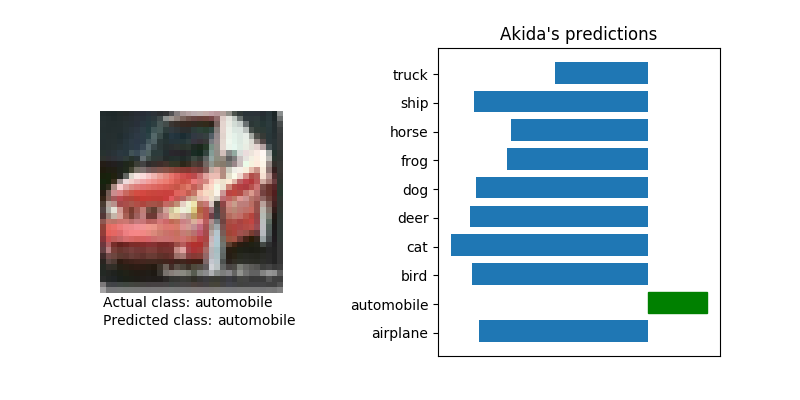 Akida's predictions
truck
ship
horse
frog
dog
deer
cat
bird
automobile
airplane
Actual class: automobile
Predicted class: automobile